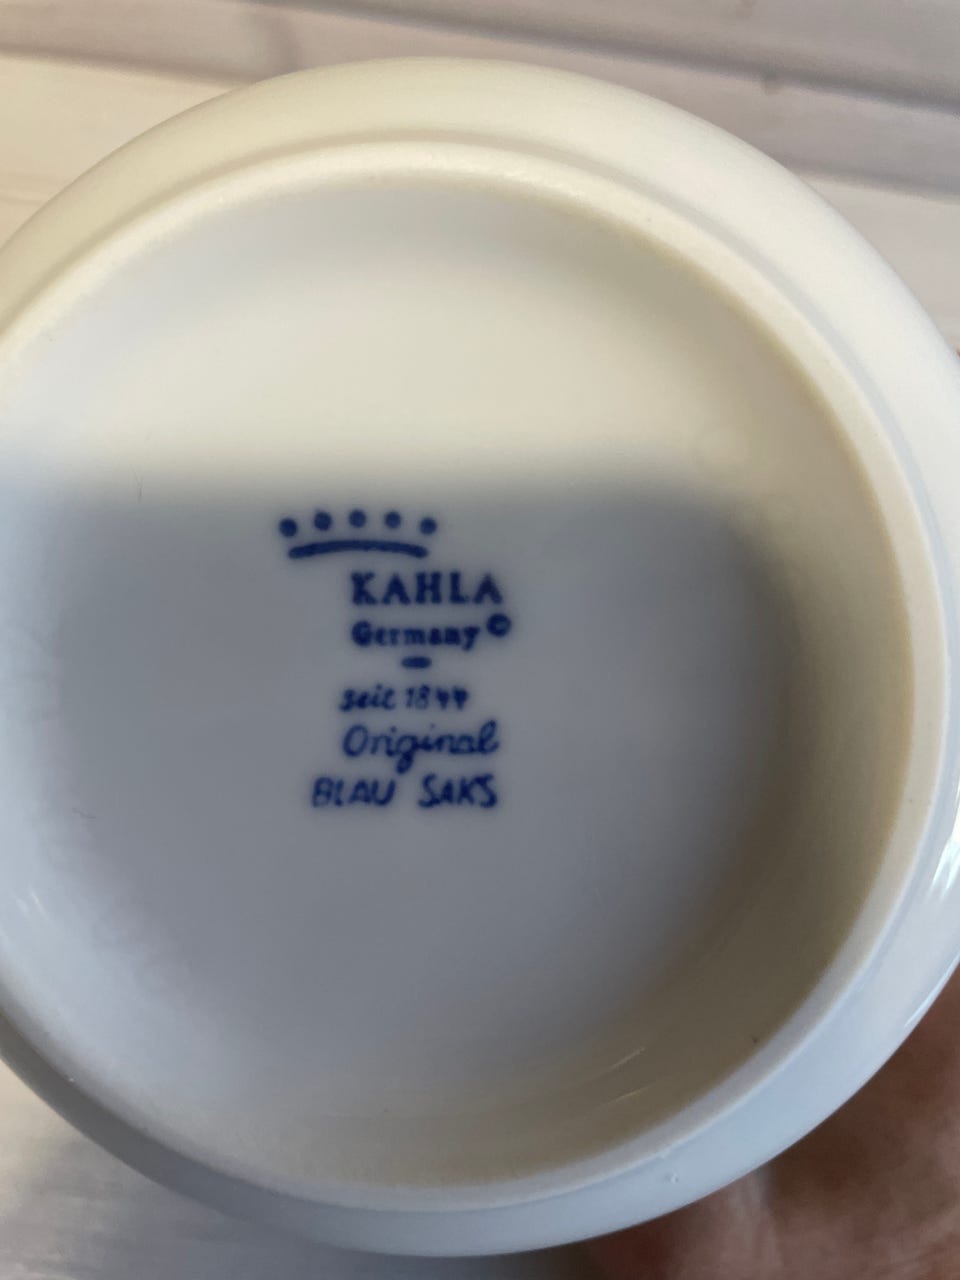 KAHLA
Germany ©
seit 1844
Original
BLAU SAKS